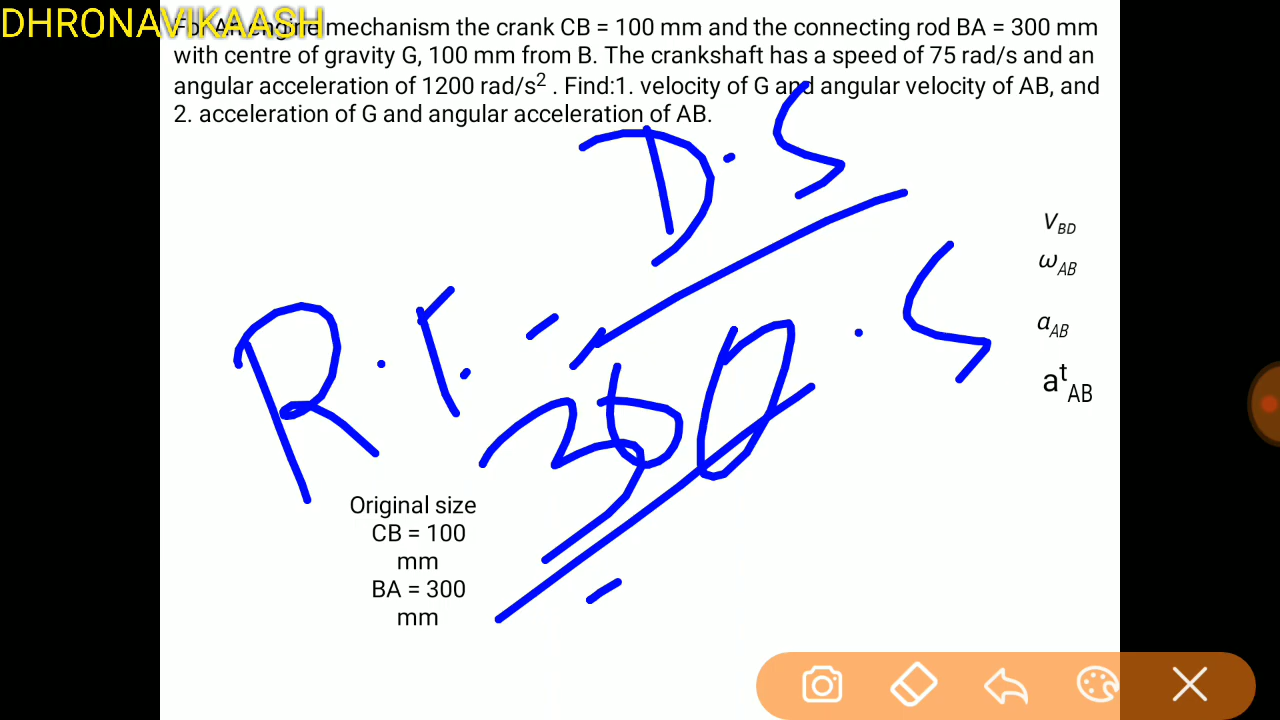 DHRONAVIKAASH
mechanism the crank CB = 100 mm and the connecting rod BA = 300 mm
with centre of gravity G, 100 mm from B. The crankshaft has a speed of 75 rad/s and an
angular acceleration of 1200 rad/s² . Find:1. velocity of G and angular velocity of AB, and
2. acceleration of G and angular acceleration of AB.
D.S
V_BD
ω_AB
R.F =
O.S
α_AB
a^t_AB
Original size
CB = 100
mm
BA = 300
mm